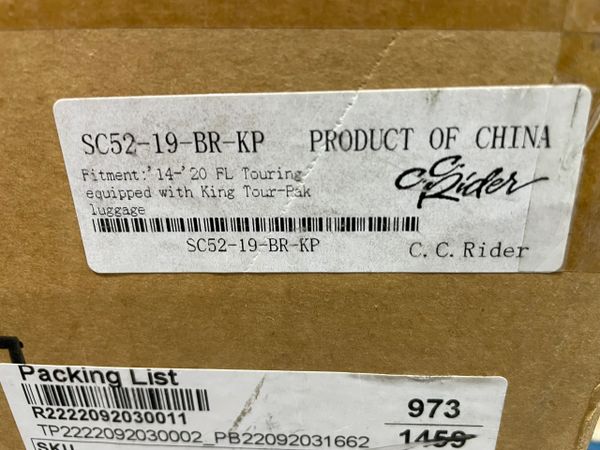 SC52-19-BR-KP PRODUCT OF CHINA
Fitment:'14-'20 FL Touring
equipped with King Tour-Pak
luggage
C.C. Rider
SC52-19-BR-KP
C. C. Rider
Packing List
R2222092030011
973
TP2222092030002_PB22092031662
1459
SKU